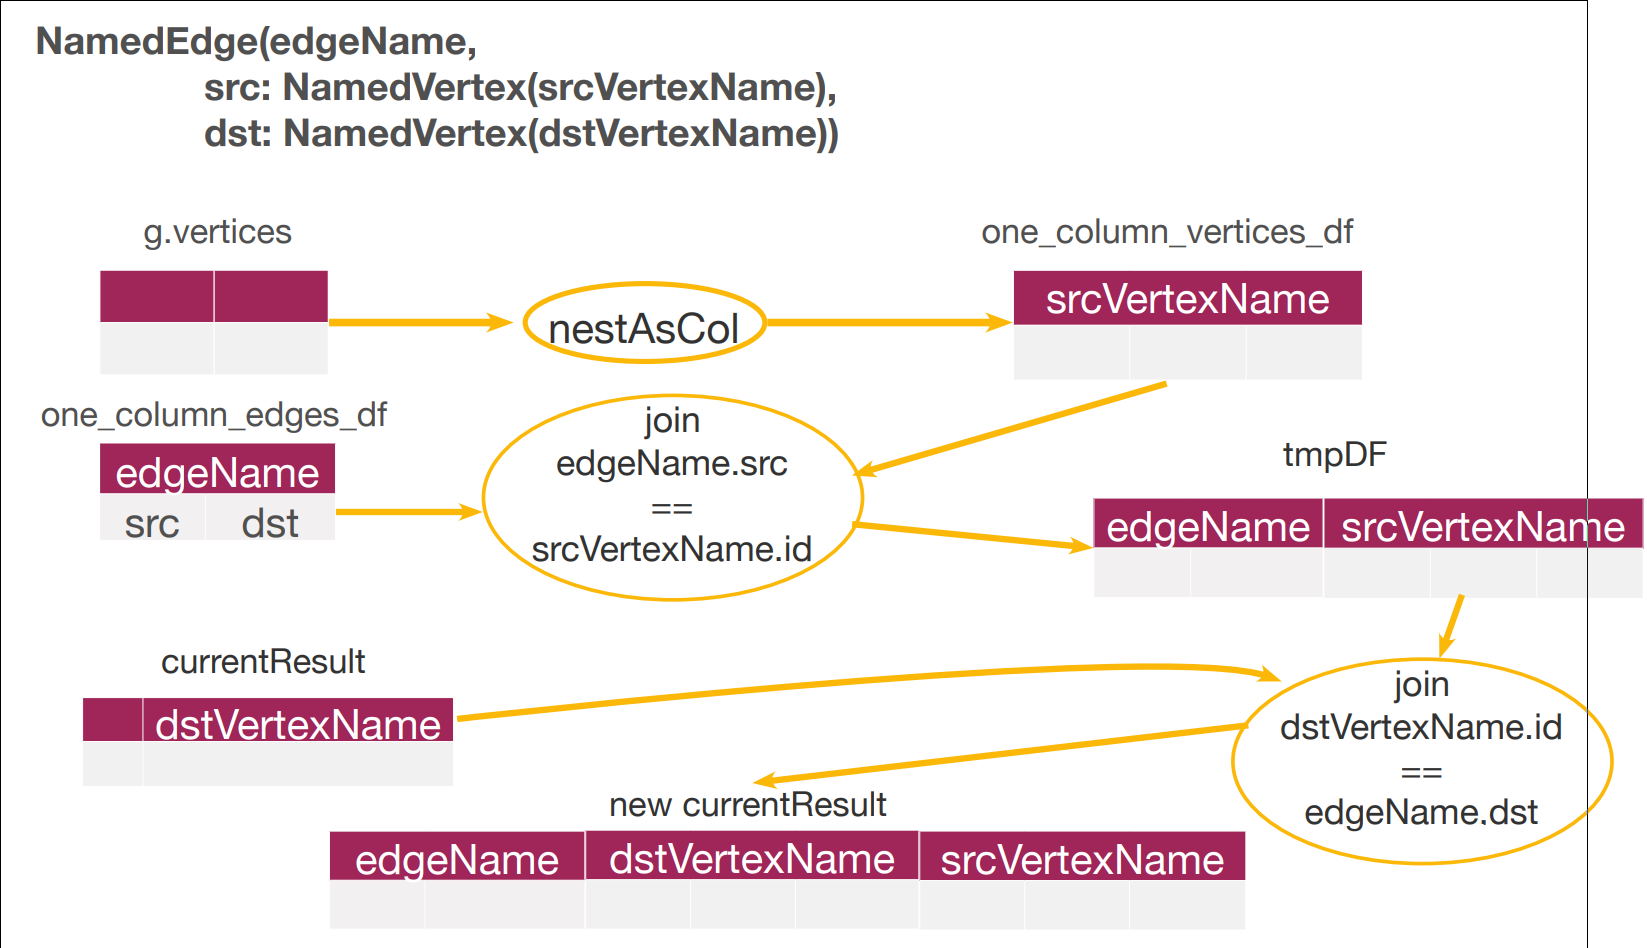 NamedEdge(edgeName,
src: NamedVertex(srcVertexName),
dst: NamedVertex(dstVertexName))
g.vertices
nestAsCol
one_column_vertices_df
srcVertexName
one_column_edges_df
edgeName
src dst
join
edgeName.src
==
srcVertexName.id
tmpDF
edgeName srcVertexName
currentResult
dstVertexName
join
dstVertexName.id
==
edgeName.dst
new currentResult
edgeName dstVertexName srcVertexName